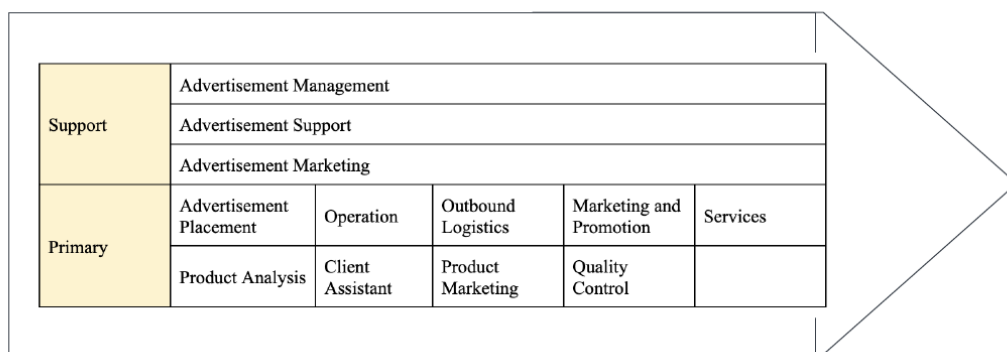 Support
Advertisement Management
Advertisement Support
Advertisement Marketing
Primary
Advertisement
Placement
Operation
Outbound
Logistics
Marketing and
Promotion
Services
Product Analysis
Client
Assistant
Product
Marketing
Quality
Control